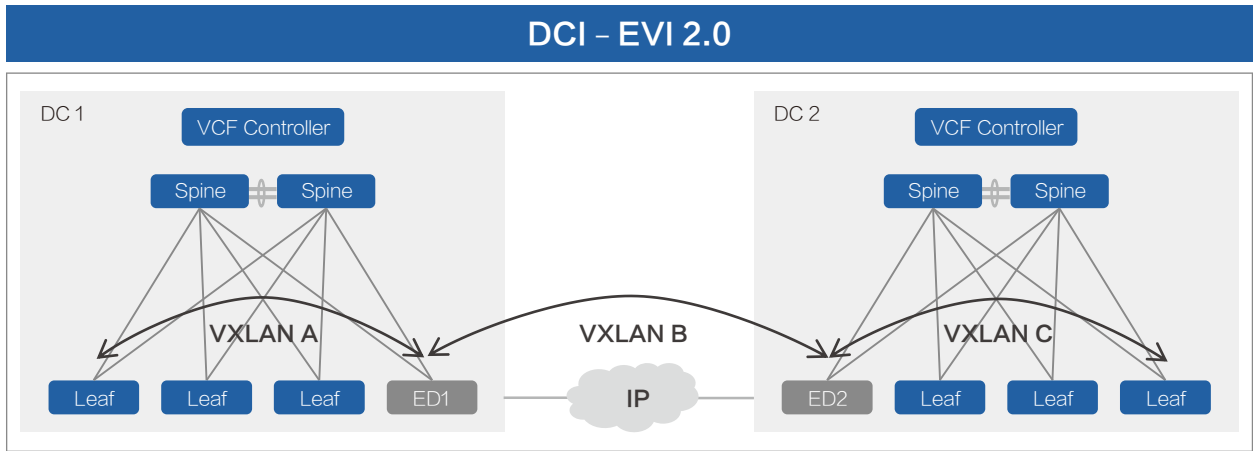 DCI – EVI 2.0
DC 1
VCF Controller
Spine
Spine
VXLAN A
Leaf
Leaf
Leaf
ED1
VXLAN B
IP
DC 2
VCF Controller
Spine
Spine
VXLAN C
ED2
Leaf
Leaf
Leaf